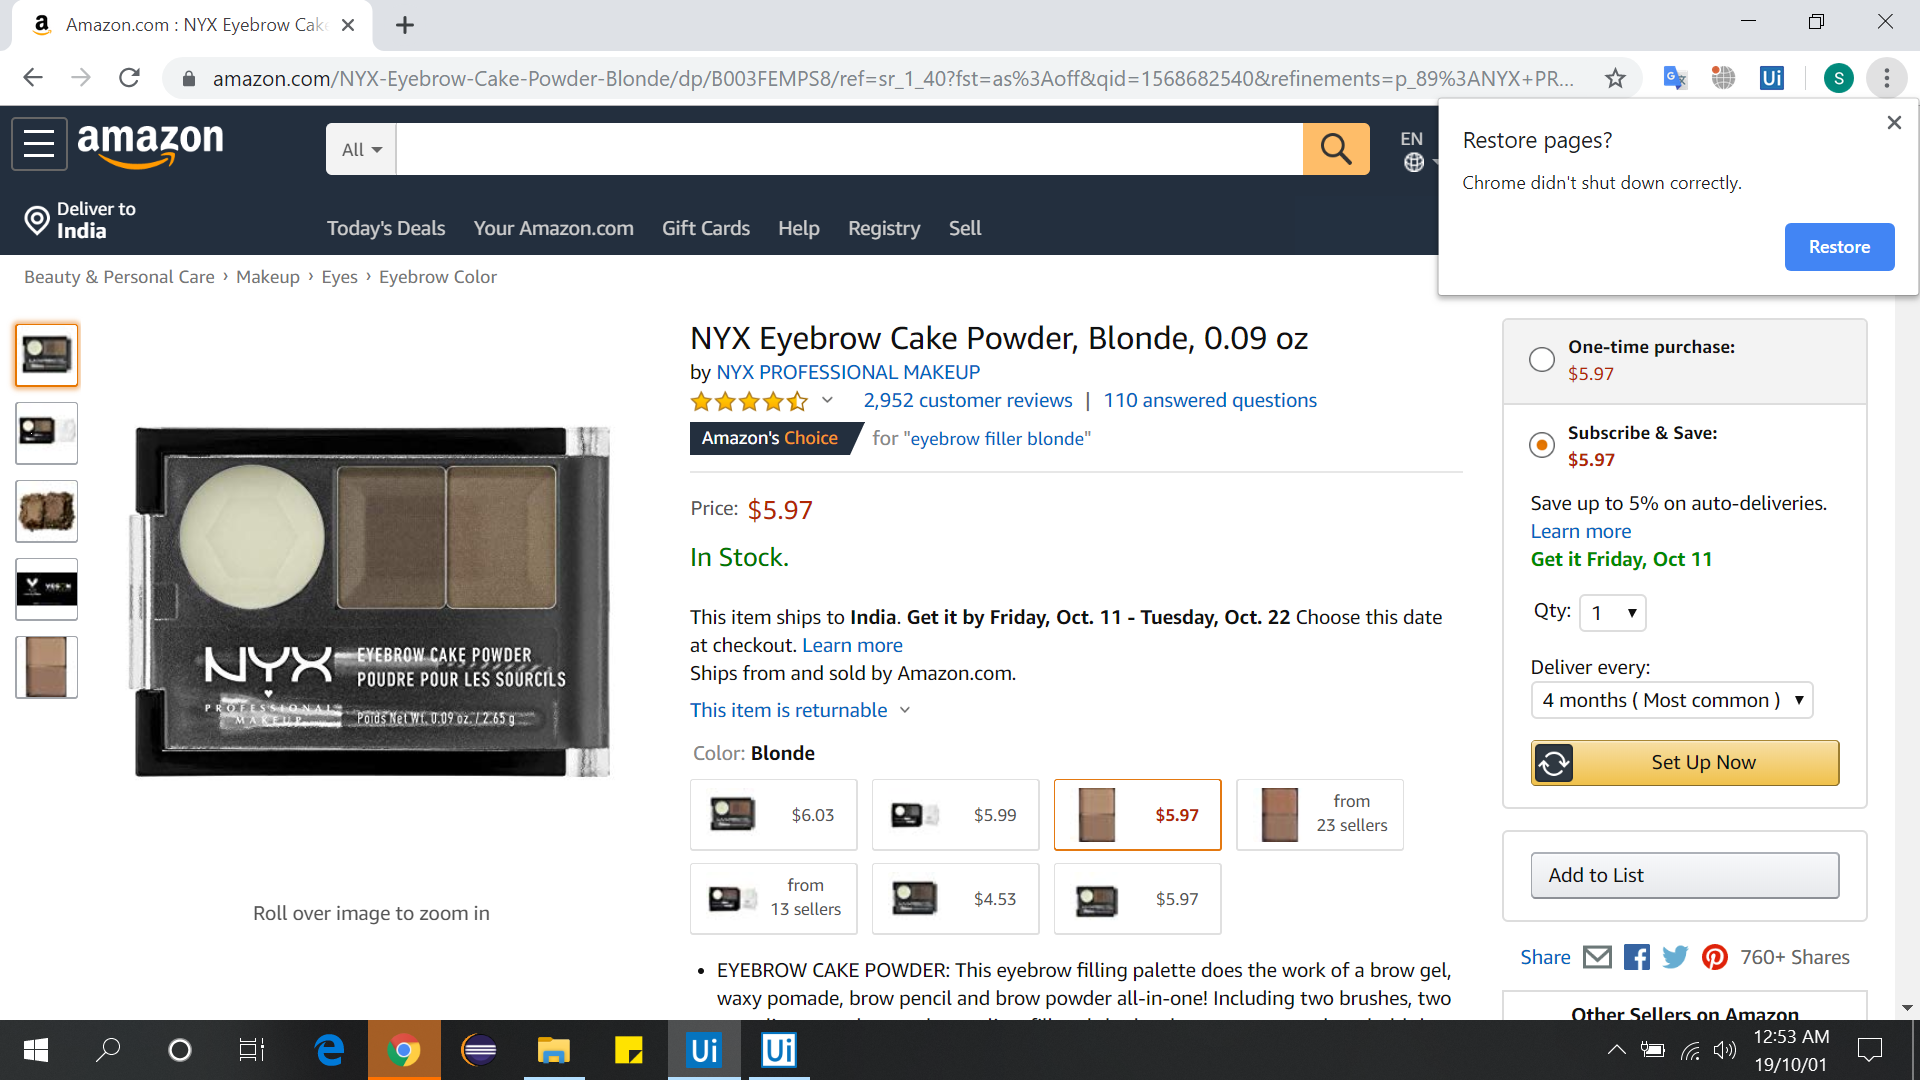 Amazon.com : NYX Eyebrow Cak
amazon.com/NYX-Eyebrow-Cake-Powder-Blonde/dp/B003FEMPS8/ref=sr_1_40?fst=as%3Aoff&qid=1568682540&refinements=p_89%3ANYX+PR...
Ui
S
Restore pages?
Chrome didn't shut down correctly.
Restore
amazon
All
EN
Deliver to
India
Today's Deals Your Amazon.com Gift Cards Help Registry Sell
Beauty & Personal Care › Makeup › Eyes › Eyebrow Color
NYX Eyebrow Cake Powder, Blonde, 0.09 oz
by NYX PROFESSIONAL MAKEUP
2,952 customer reviews | 110 answered questions
Amazon's Choice for "eyebrow filler blonde"
Price: $5.97
In Stock.
This item ships to India. Get it by Friday, Oct. 11 - Tuesday, Oct. 22 Choose this date
at checkout. Learn more
Ships from and sold by Amazon.com.
This item is returnable
Color: Blonde
$6.03
$5.99
$5.97
from
23 sellers
from
13 sellers
$4.53
$5.97
• EYEBROW CAKE POWDER: This eyebrow filling palette does the work of a brow gel,
waxy pomade, brow pencil and brow powder all-in-one! Including two brushes, two
NYX
PROFESSIONAL
MAKEUP
EYEBROW CAKE POWDER
POUDRE POUR LES SOURCILS
Poids Net Wt. 0.09 oz. / 2.65 g
Roll over image to zoom in
One-time purchase:
$5.97
Subscribe & Save:
$5.97
Save up to 5% on auto-deliveries.
Learn more
Get it Friday, Oct 11
Qty: 1
Deliver every:
4 months ( Most common )
Set Up Now
Add to List
Share
760+ Shares
Other Sellers on Amazon
Ui
Ui
12:53 AM
19/10/01